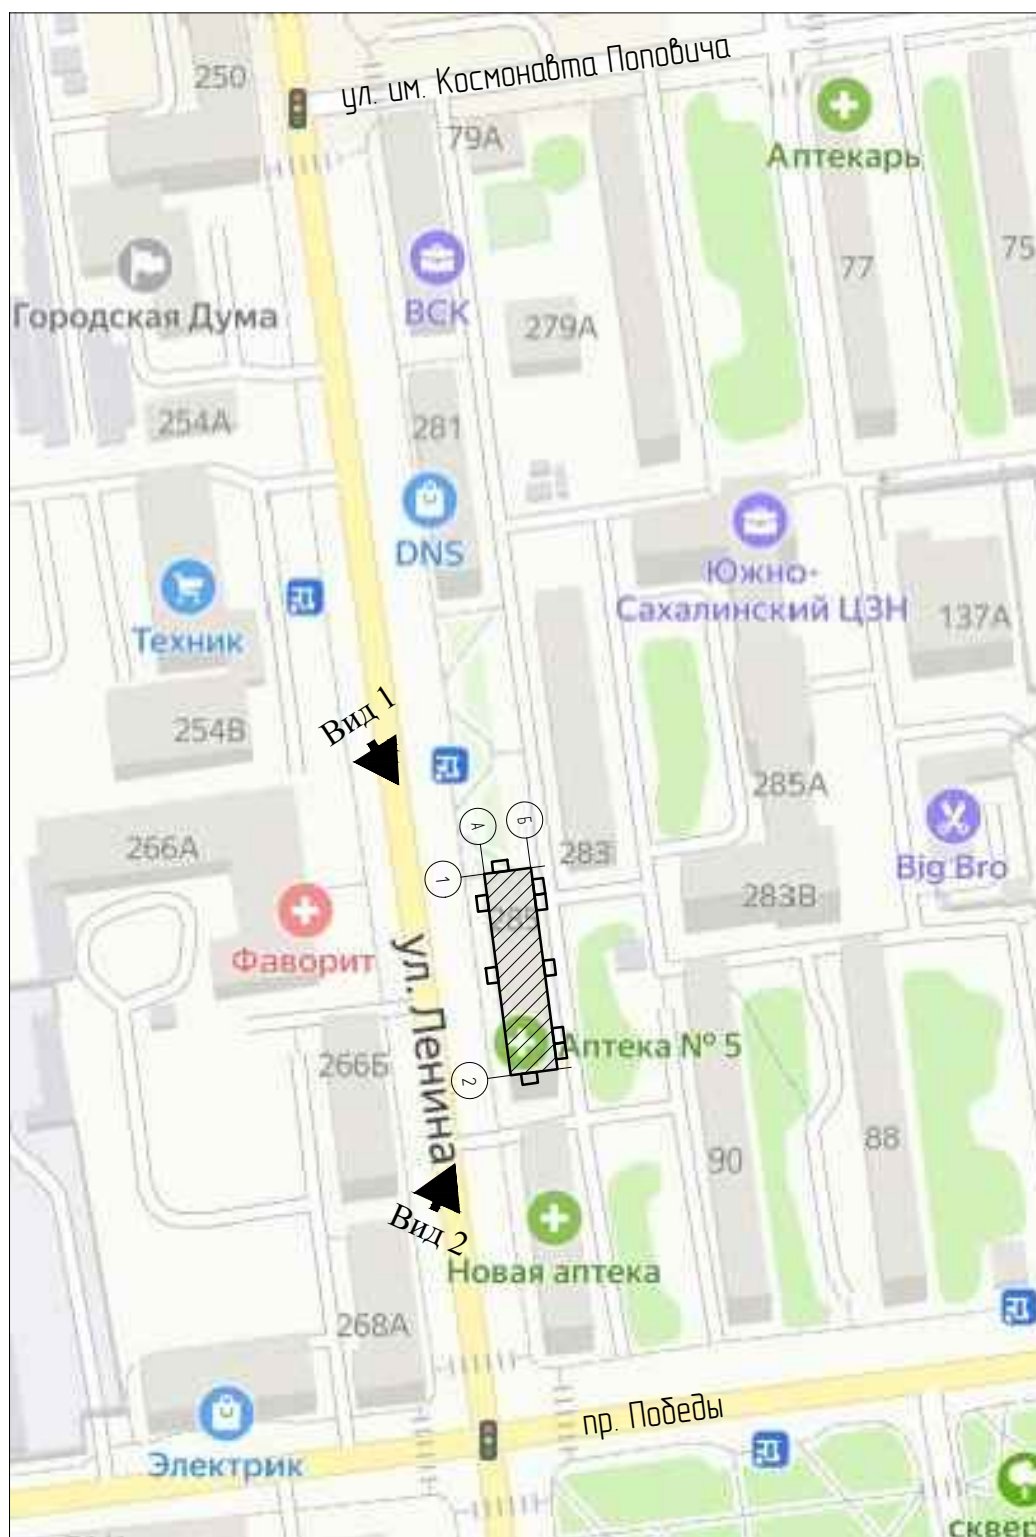 250
ул. им. Космонавта Поповича
79А
Аптекарь
75
77
ВСК
Городская Дума
279А
254А
281
DNS
Южно-
Сахалинский ЦЗН
137А
Техник
Вид 1
254В
285А
А
Б
266А
283
Big Bro
1
283В
285
Фаворит
ул. Ленина
Аптека № 5
266Б
2
88
90
Вид 2
Новая аптека
268А
пр. Победы
Электрик
сквер